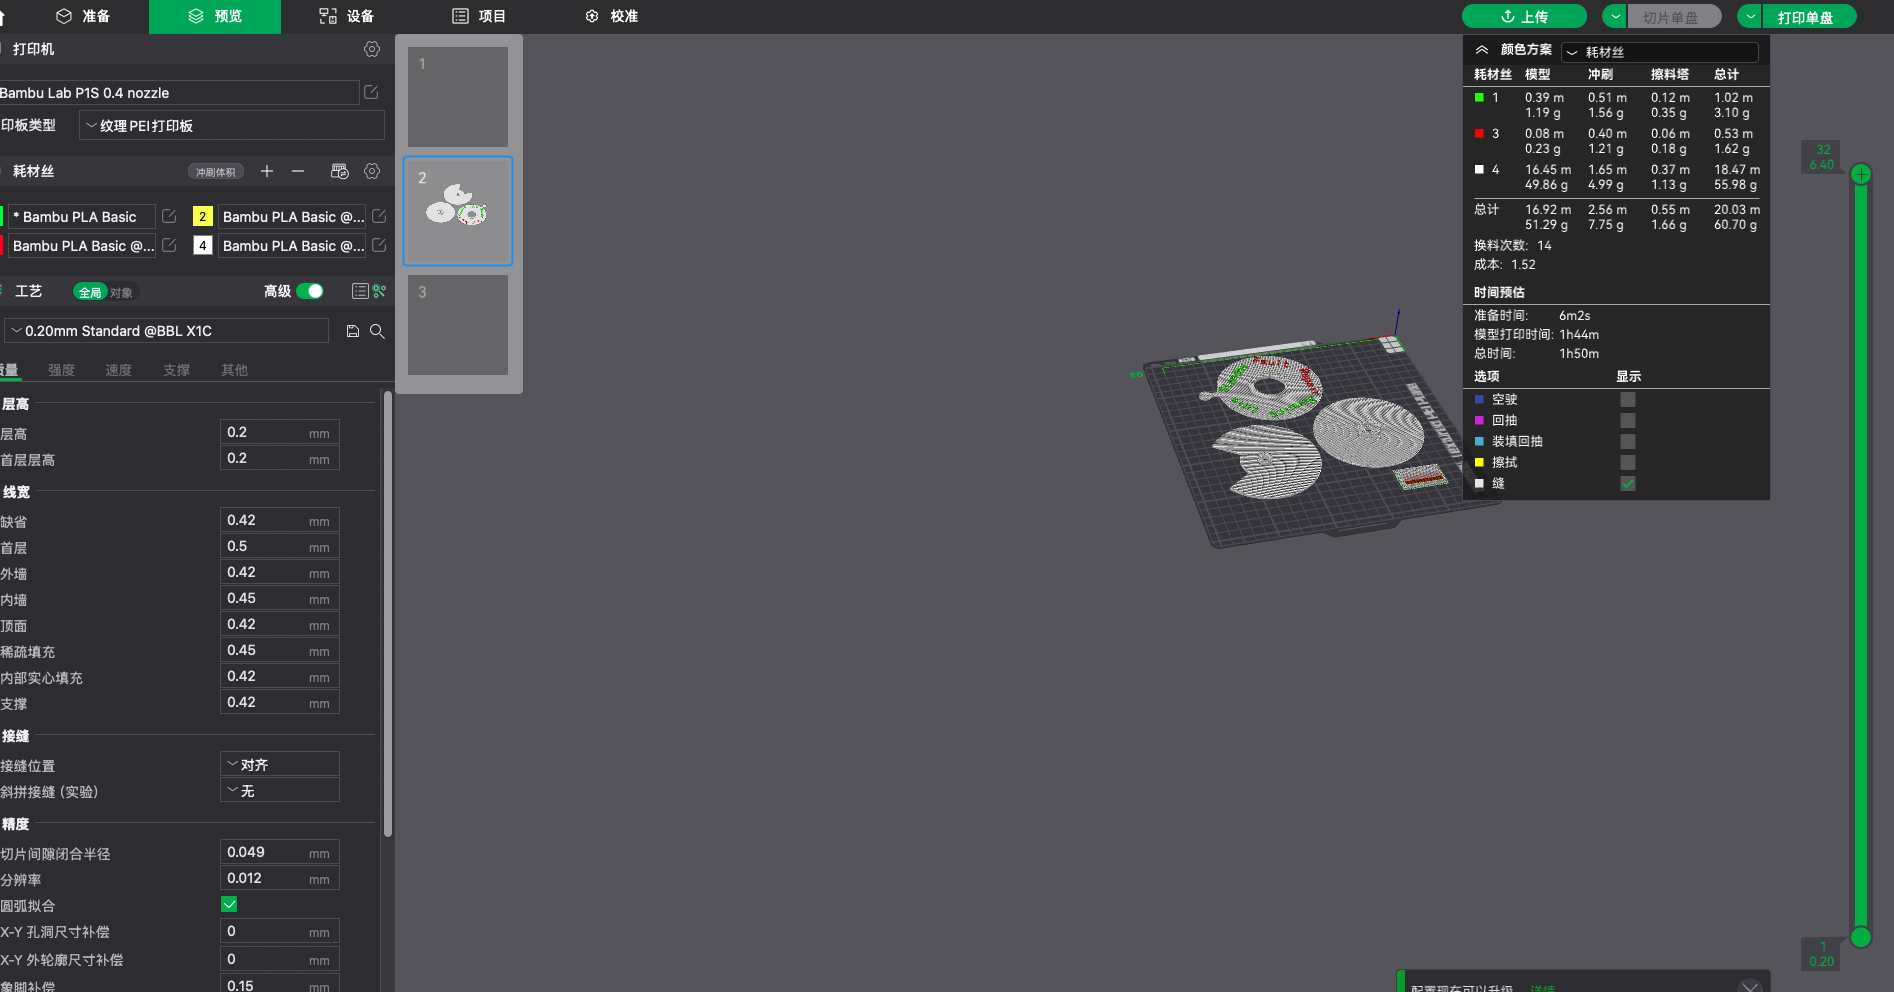 准备 预览 设备 项目 校准 上传 切片单盘 打印单盘
打印机
Bambu Lab P1S 0.4 nozzle
印板类型 纹理PEI打印板
耗材丝 冲刷体积
* Bambu PLA Basic 2 Bambu PLA Basic @...
Bambu PLA Basic @... 4 Bambu PLA Basic @...
工艺 全局 对象 高级
0.20mm Standard @BBL X1C
质量 强度 速度 支撑 其他
层高
层高 0.2 mm
首层层高 0.2 mm
线宽
缺省 0.42 mm
首层 0.5 mm
外墙 0.42 mm
内墙 0.45 mm
顶面 0.42 mm
稀疏填充 0.45 mm
内部实心填充 0.42 mm
支撑 0.42 mm
接缝
接缝位置 对齐
斜拼接缝 (实验) 无
精度
切片间隙闭合半径 0.049 mm
分辨率 0.012 mm
圆弧拟合
X-Y 孔洞尺寸补偿 0 mm
X-Y 外轮廓尺寸补偿 0 mm
象脚补偿 0.15 mm
1
2
3
颜色方案 耗材丝
耗材丝 模型 冲刷 擦料塔 总计
1 0.39 m 0.51 m 0.12 m 1.02 m
1.19 g 1.56 g 0.35 g 3.10 g
3 0.08 m 0.40 m 0.06 m 0.53 m
0.23 g 1.21 g 0.18 g 1.62 g
4 16.45 m 1.65 m 0.37 m 18.47 m
49.86 g 4.99 g 1.13 g 55.98 g
总计 16.92 m 2.56 m 0.55 m 20.03 m
51.29 g 7.75 g 1.66 g 60.70 g
换料次数: 14
成本: 1.52
时间预估
准备时间: 6m2s
模型打印时间: 1h44m
总时间: 1h50m
选项 显示
空驶
回抽
装填回抽
擦拭
缝
32
6.40
1
0.20
配置现在可以升级 详情